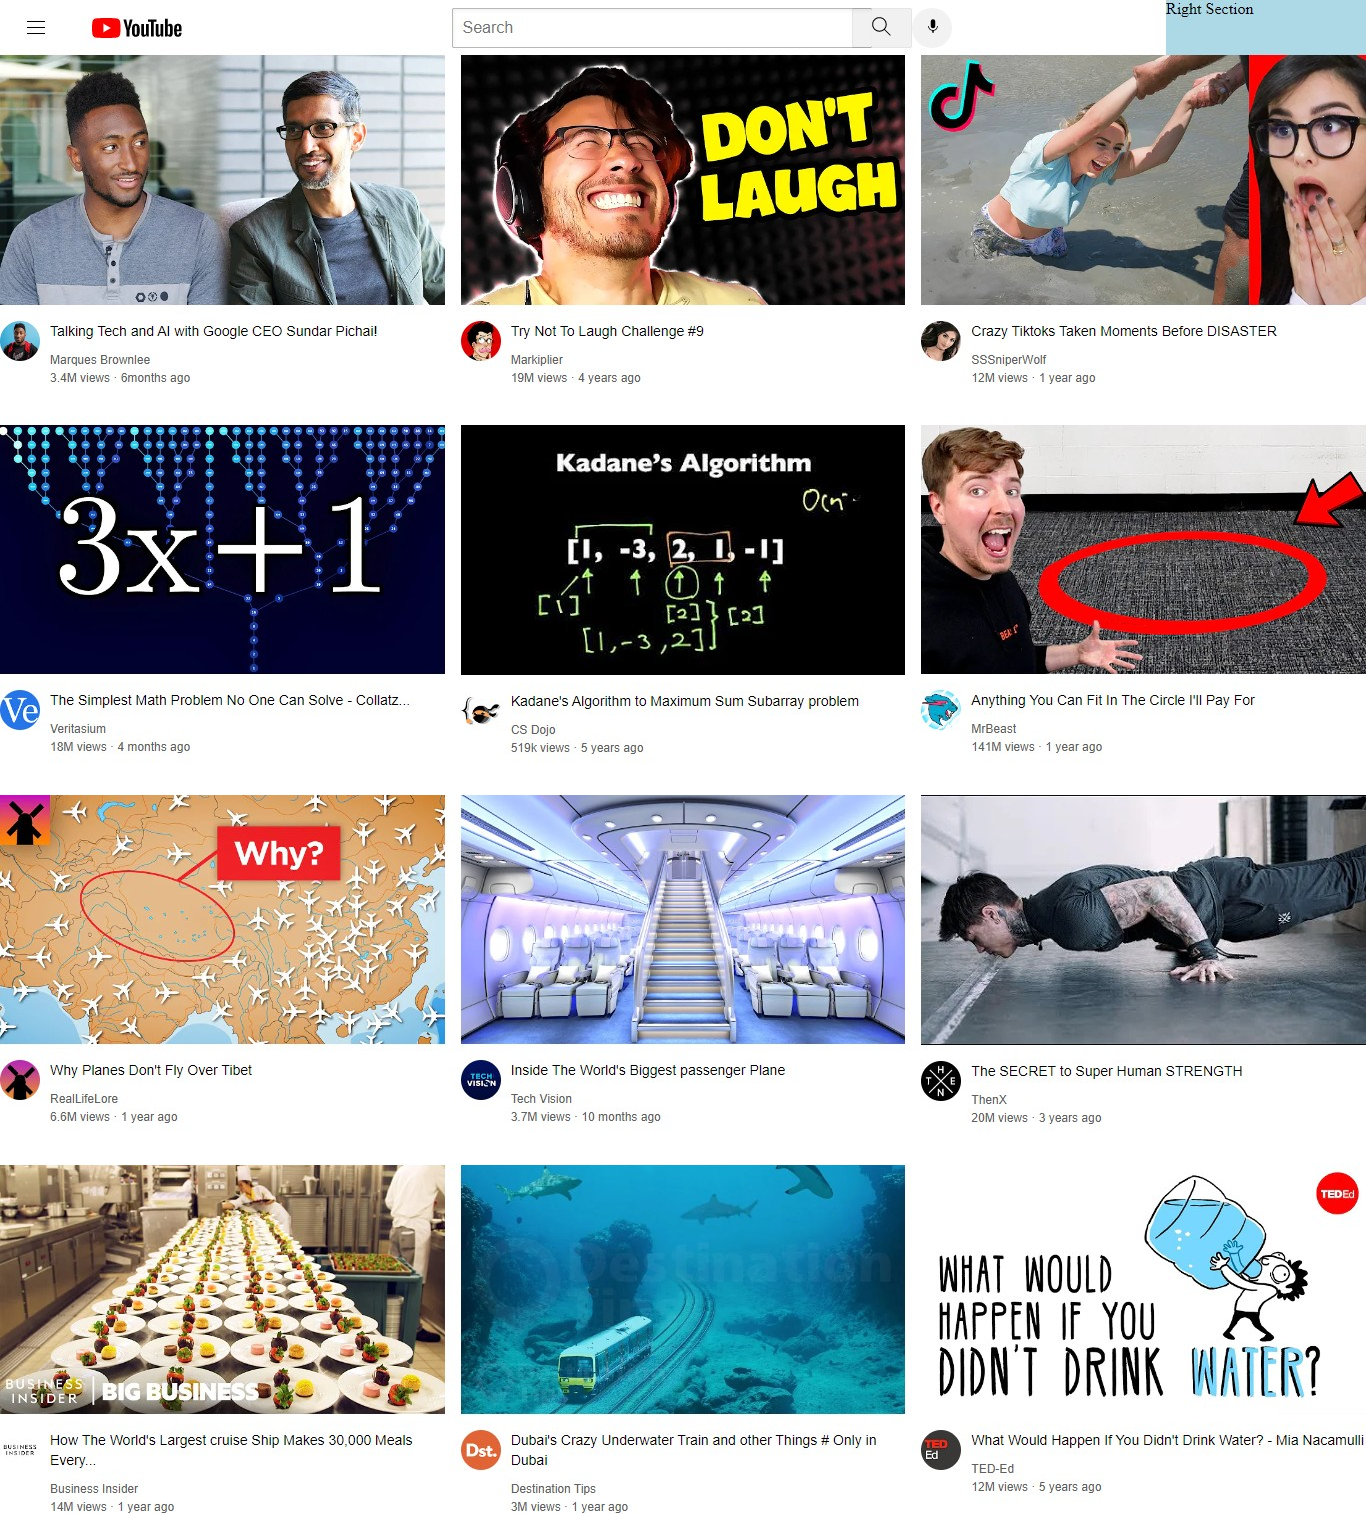 YouTube
Search
Right Section
DON'T
LAUGH
Talking Tech and AI with Google CEO Sundar Pichai!
Marques Brownlee
3.4M views · 6months ago
Try Not To Laugh Challenge #9
Markiplier
19M views · 4 years ago
Crazy Tiktoks Taken Moments Before DISASTER
SSSniperWolf
12M views · 1 year ago
3x+1
Kadane's Algorithm
[1, -3, 2, 1, -1]
[1]
[2]
[2]
[1, -3, 2]
The Simplest Math Problem No One Can Solve - Collatz...
Ve
Veritasium
18M views · 4 months ago
Kadane's Algorithm to Maximum Sum Subarray problem
CS Dojo
519k views · 5 years ago
Anything You Can Fit In The Circle I'll Pay For
MrBeast
141M views · 1 year ago
Why?
Why Planes Don't Fly Over Tibet
RealLifeLore
6.6M views · 1 year ago
TECH
VISION
Inside The World's Biggest passenger Plane
Tech Vision
3.7M views · 10 months ago
H
T E
N
The SECRET to Super Human STRENGTH
ThenX
20M views · 3 years ago
BUSINESS
INSIDER
BIG BUSINESS
TEDEd
WHAT WOULD
HAPPEN IF YOU
DIDN'T DRINK WATER?
BUSINESS
INSIDER
How The World's Largest cruise Ship Makes 30,000 Meals
Every...
Business Insider
14M views · 1 year ago
Dst.
Dubai's Crazy Underwater Train and other Things # Only in
Dubai
Destination Tips
3M views · 1 year ago
TED
Ed
What Would Happen If You Didn't Drink Water? - Mia Nacamulli
TED-Ed
12M views · 5 years ago